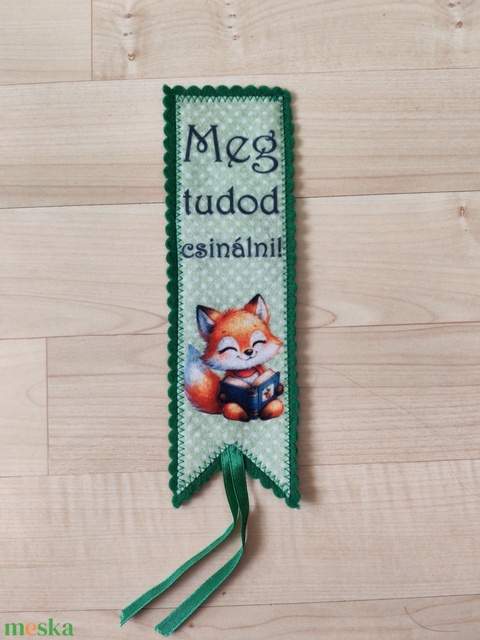 Meg
tudod
csinálni!
meska